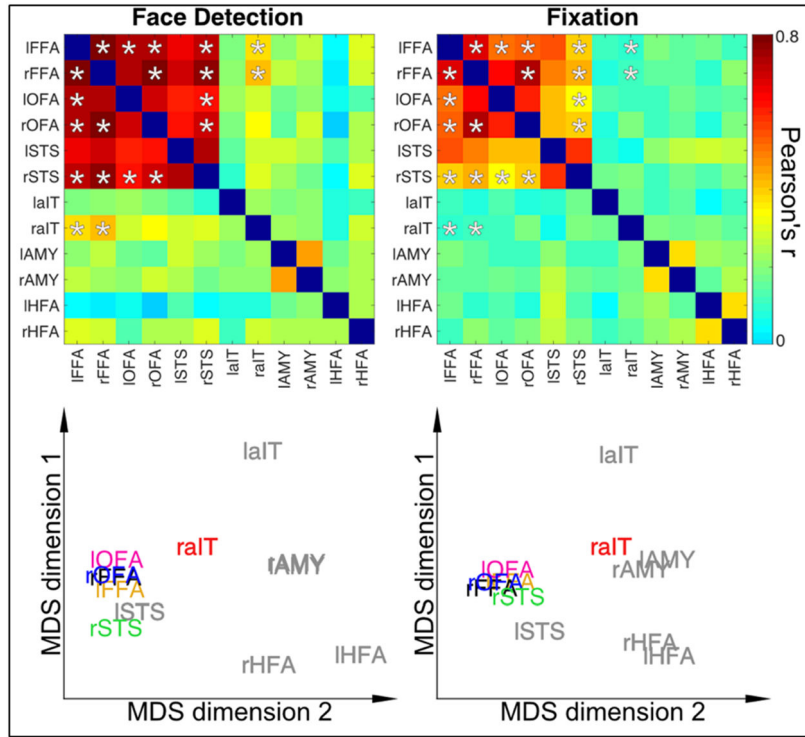 Face Detection
Fixation
lFFA
rFFA
lOFA
rOFA
lSTS
rSTS
laIT
raIT
lAMY
rAMY
lHFA
rHFA
lFFA
rFFA
lOFA
rOFA
lSTS
rSTS
laIT
raIT
lAMY
rAMY
lHFA
rHFA
lFFA
rFFA
lOFA
rOFA
lSTS
rSTS
laIT
raIT
lAMY
rAMY
lHFA
rHFA
lFFA
rFFA
lOFA
rOFA
lSTS
rSTS
laIT
raIT
lAMY
rAMY
lHFA
rHFA
0.8
Pearson's r
0
MDS dimension 1
laIT
raIT
rAMY
lOFA
rOFA
rFFA
lFFA
lSTS
rSTS
rHFA
lHFA
MDS dimension 2
MDS dimension 1
laIT
raIT
lAMY
rAMY
lOFA
rOFA
rFFA
rSTS
lSTS
rHFA
lHFA
MDS dimension 2